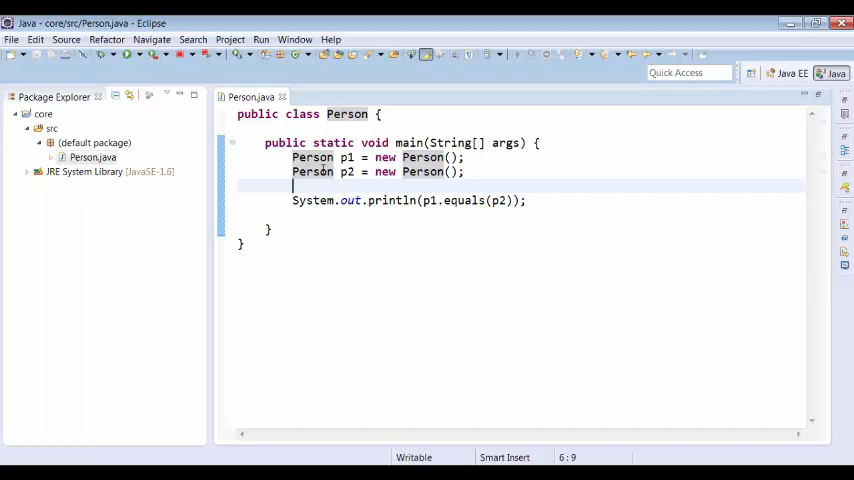 Java - core/src/Person.java - Eclipse
File Edit Source Refactor Navigate Search Project Run Window Help
Quick Access Java EE Java
Package Explorer
core
src
(default package)
Person.java
JRE System Library [JavaSE-1.6]
Person.java
public class Person {
public static void main(String[] args) {
Person p1 = new Person();
Person p2 = new Person();
System.out.println(p1.equals(p2));
}
}
Writable Smart Insert 6 : 9